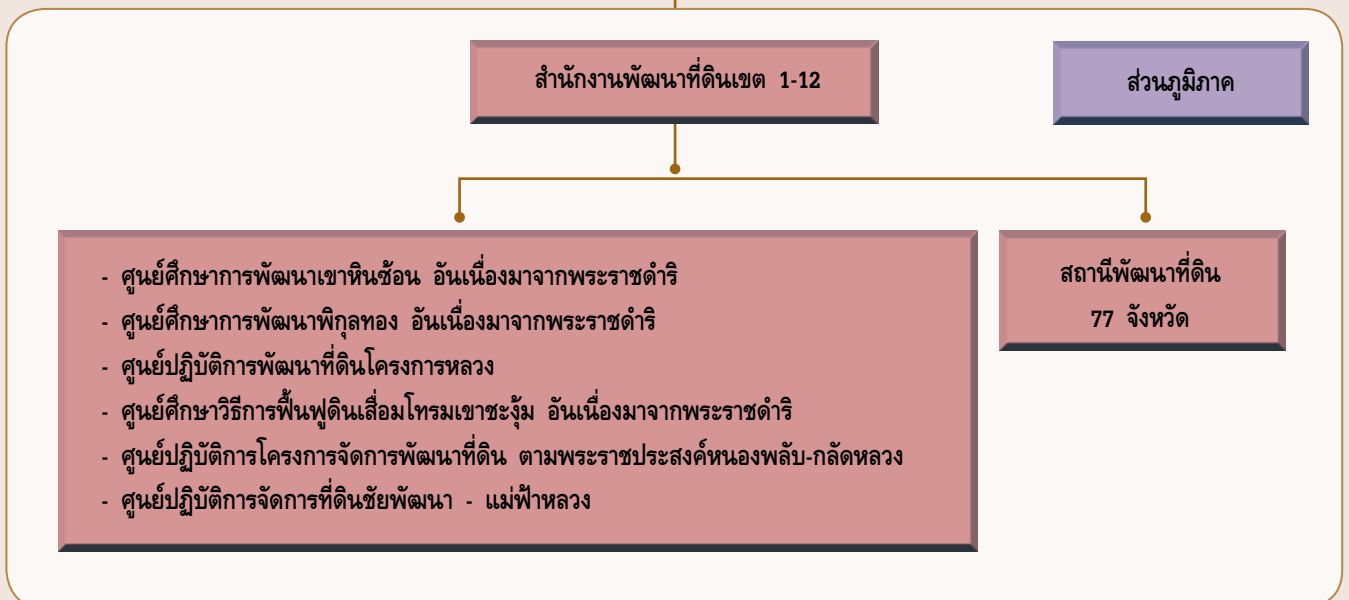 สำนักงานพัฒนาที่ดินเขต 1-12
ส่วนภูมิภาค
- ศูนย์ศึกษาการพัฒนาเขาหินซ้อน อันเนื่องมาจากพระราชดำริ
- ศูนย์ศึกษาการพัฒนาพิกุลทอง อันเนื่องมาจากพระราชดำริ
- ศูนย์ปฏิบัติการพัฒนาที่ดินโครงการหลวง
- ศูนย์ศึกษาวิธีการฟื้นฟูดินเสื่อมโทรมเขาชะงุ้ม อันเนื่องมาจากพระราชดำริ
- ศูนย์ปฏิบัติการโครงการจัดการพัฒนาที่ดิน ตามพระราชประสงค์หนองพลับ-กลัดหลวง
- ศูนย์ปฏิบัติการจัดการที่ดินชัยพัฒนา - แม่ฟ้าหลวง
สถานีพัฒนาที่ดิน
77 จังหวัด